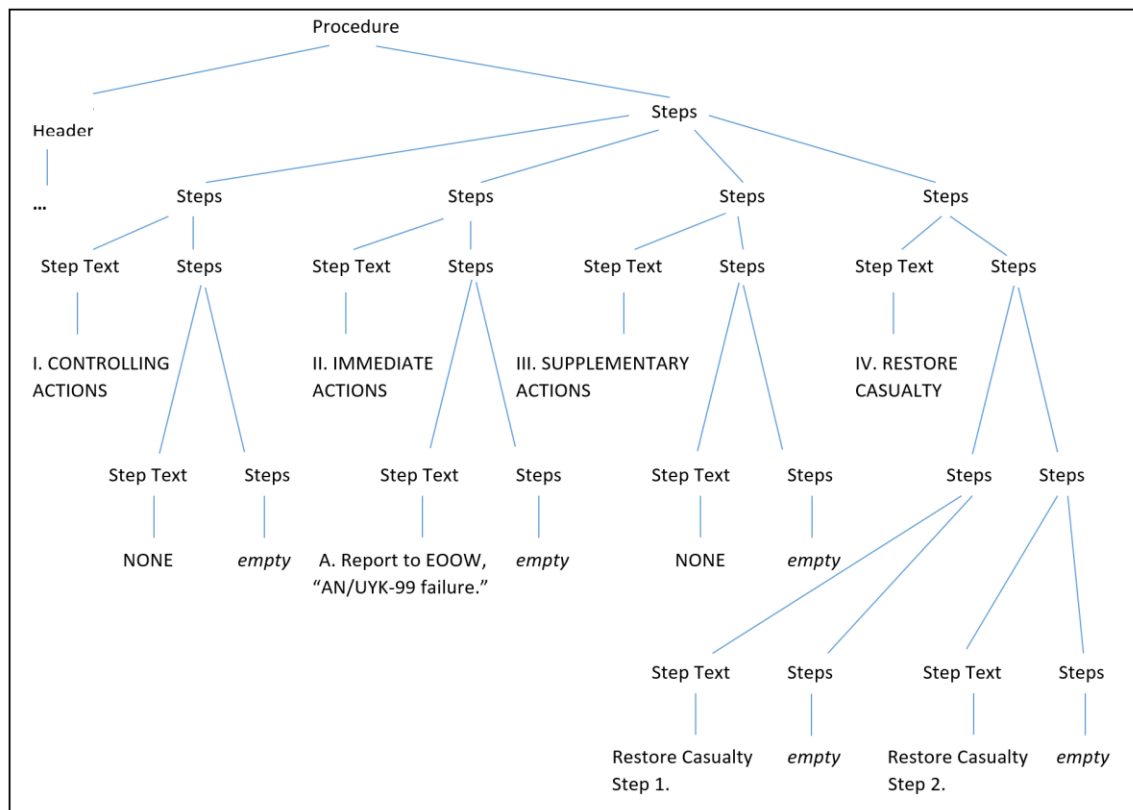 Procedure
Header
Steps
...
Steps
Steps
Steps
Steps
Step Text
Steps
Step Text
Steps
Step Text
Steps
Step Text
Steps
I. CONTROLLING
ACTIONS
II. IMMEDIATE
ACTIONS
III. SUPPLEMENTARY
ACTIONS
IV. RESTORE
CASUALTY
Step Text
Steps
Step Text
Steps
Step Text
Steps
Steps
Steps
NONE
empty
A. Report to EOOW,
“AN/UYK-99 failure.”
empty
NONE
empty
Step Text
Steps
Step Text
Steps
Restore Casualty
Step 1.
empty
Restore Casualty
Step 2.
empty